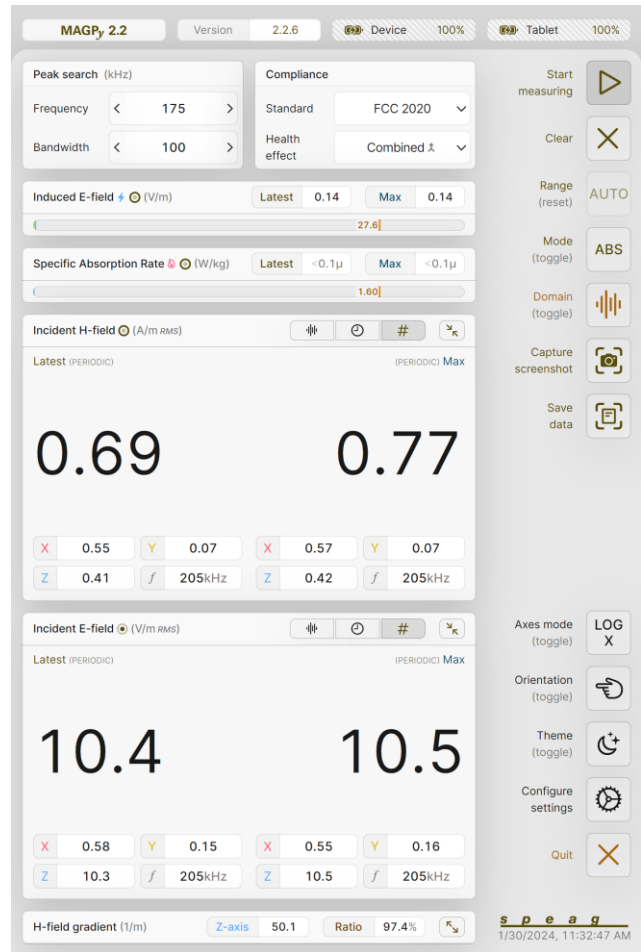 MAGPy 2.2 Version 2.2.6 Device 100% Tablet 100%
Peak search (kHz)
Frequency < 175 >
Bandwidth < 100 >
Compliance
Standard FCC 2020
Health effect Combined
Induced E-field (V/m) Latest 0.14 Max 0.14
27.6
Specific Absorption Rate (W/kg) Latest <0.1µ Max <0.1µ
1.60
Incident H-field (A/m RMS) #
Latest (PERIODIC) (PERIODIC) Max
0.69 0.77
X 0.55 Y 0.07 X 0.57 Y 0.07
Z 0.41 f 205kHz Z 0.42 f 205kHz
Incident E-field (V/m RMS) #
Latest (PERIODIC) (PERIODIC) Max
10.4 10.5
X 0.58 Y 0.15 X 0.55 Y 0.16
Z 10.3 f 205kHz Z 10.5 f 205kHz
H-field gradient (1/m) Z-axis 50.1 Ratio 97.4%
Start
measuring
Clear
Range
(reset) AUTO
Mode
(toggle) ABS
Domain
(toggle)
Capture
screenshot
Save
data
Axes mode
(toggle) LOG
X
Orientation
(toggle)
Theme
(toggle)
Configure
settings
Quit
speag
1/30/2024, 11:32:47 AM